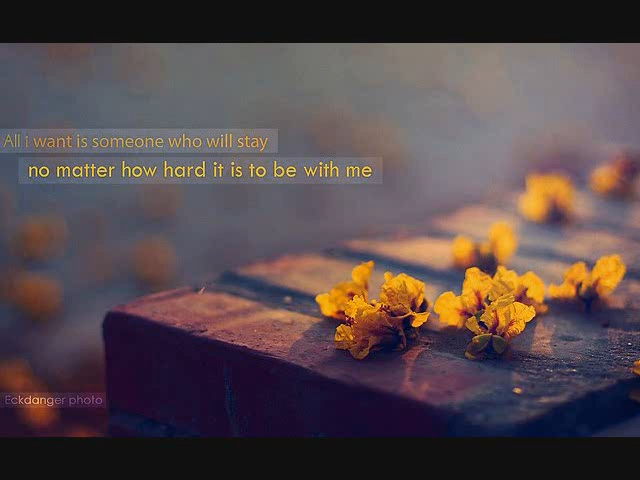 All i want is someone who will stay
no matter how hard it is to be with me
Eckdanger photo